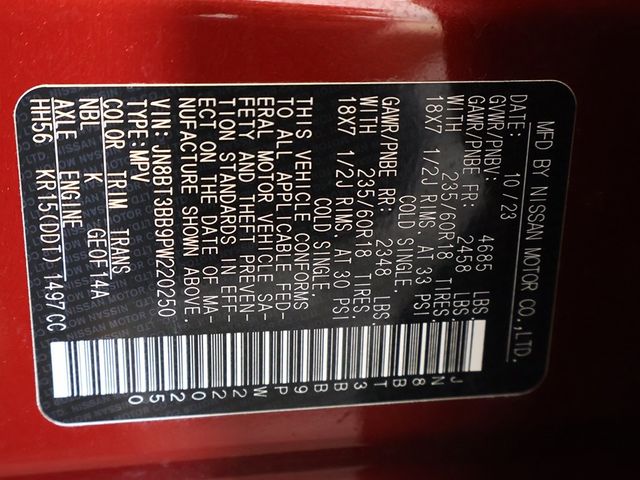 MFD BY NISSAN MOTOR CO.,LTD.
DATE: 10 /23
GVWR/PNBV: 4685 LBS.
GAWR/PNBE FR: 2458 LBS.
WITH 235/60R18 TIRES
18X7 1/2J RIMS. AT 33 PSI
COLD SINGLE.
GAWR/PNBE RR: 2348 LBS.
WITH 235/60R18 TIRES
18X7 1/2J RIMS. AT 30 PSI
COLD SINGLE
THIS VEHICLE CONFORMS
TO ALL APPLICABLE FED-
ERAL MOTOR VEHICLE SA-
FETY AND THEFT PREVEN-
TION STANDARDS IN EFF-
ECT ON THE DATE OF MA-
NUFACTURE SHOWN ABOVE.
VIN: JN8BT3BB9PW220250
TYPE: MPV
COLOR TRIM TRANS
NBL K GE0F14A
AXLE ENGINE
HH56 KR15(DDT) 1497CC
JN8BT3BB9PW220250